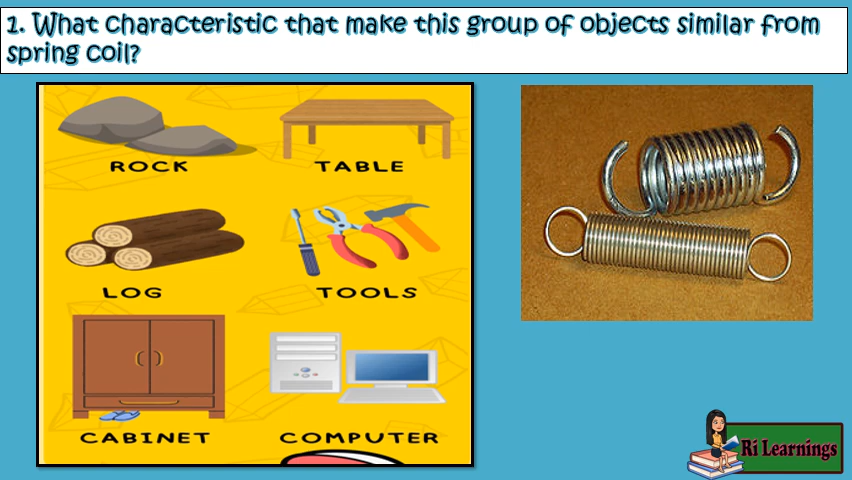 1. What characteristic that make this group of objects similar from
spring coil?
ROCK
TABLE
LOG
TOOLS
CABINET
COMPUTER
Ri Learnings